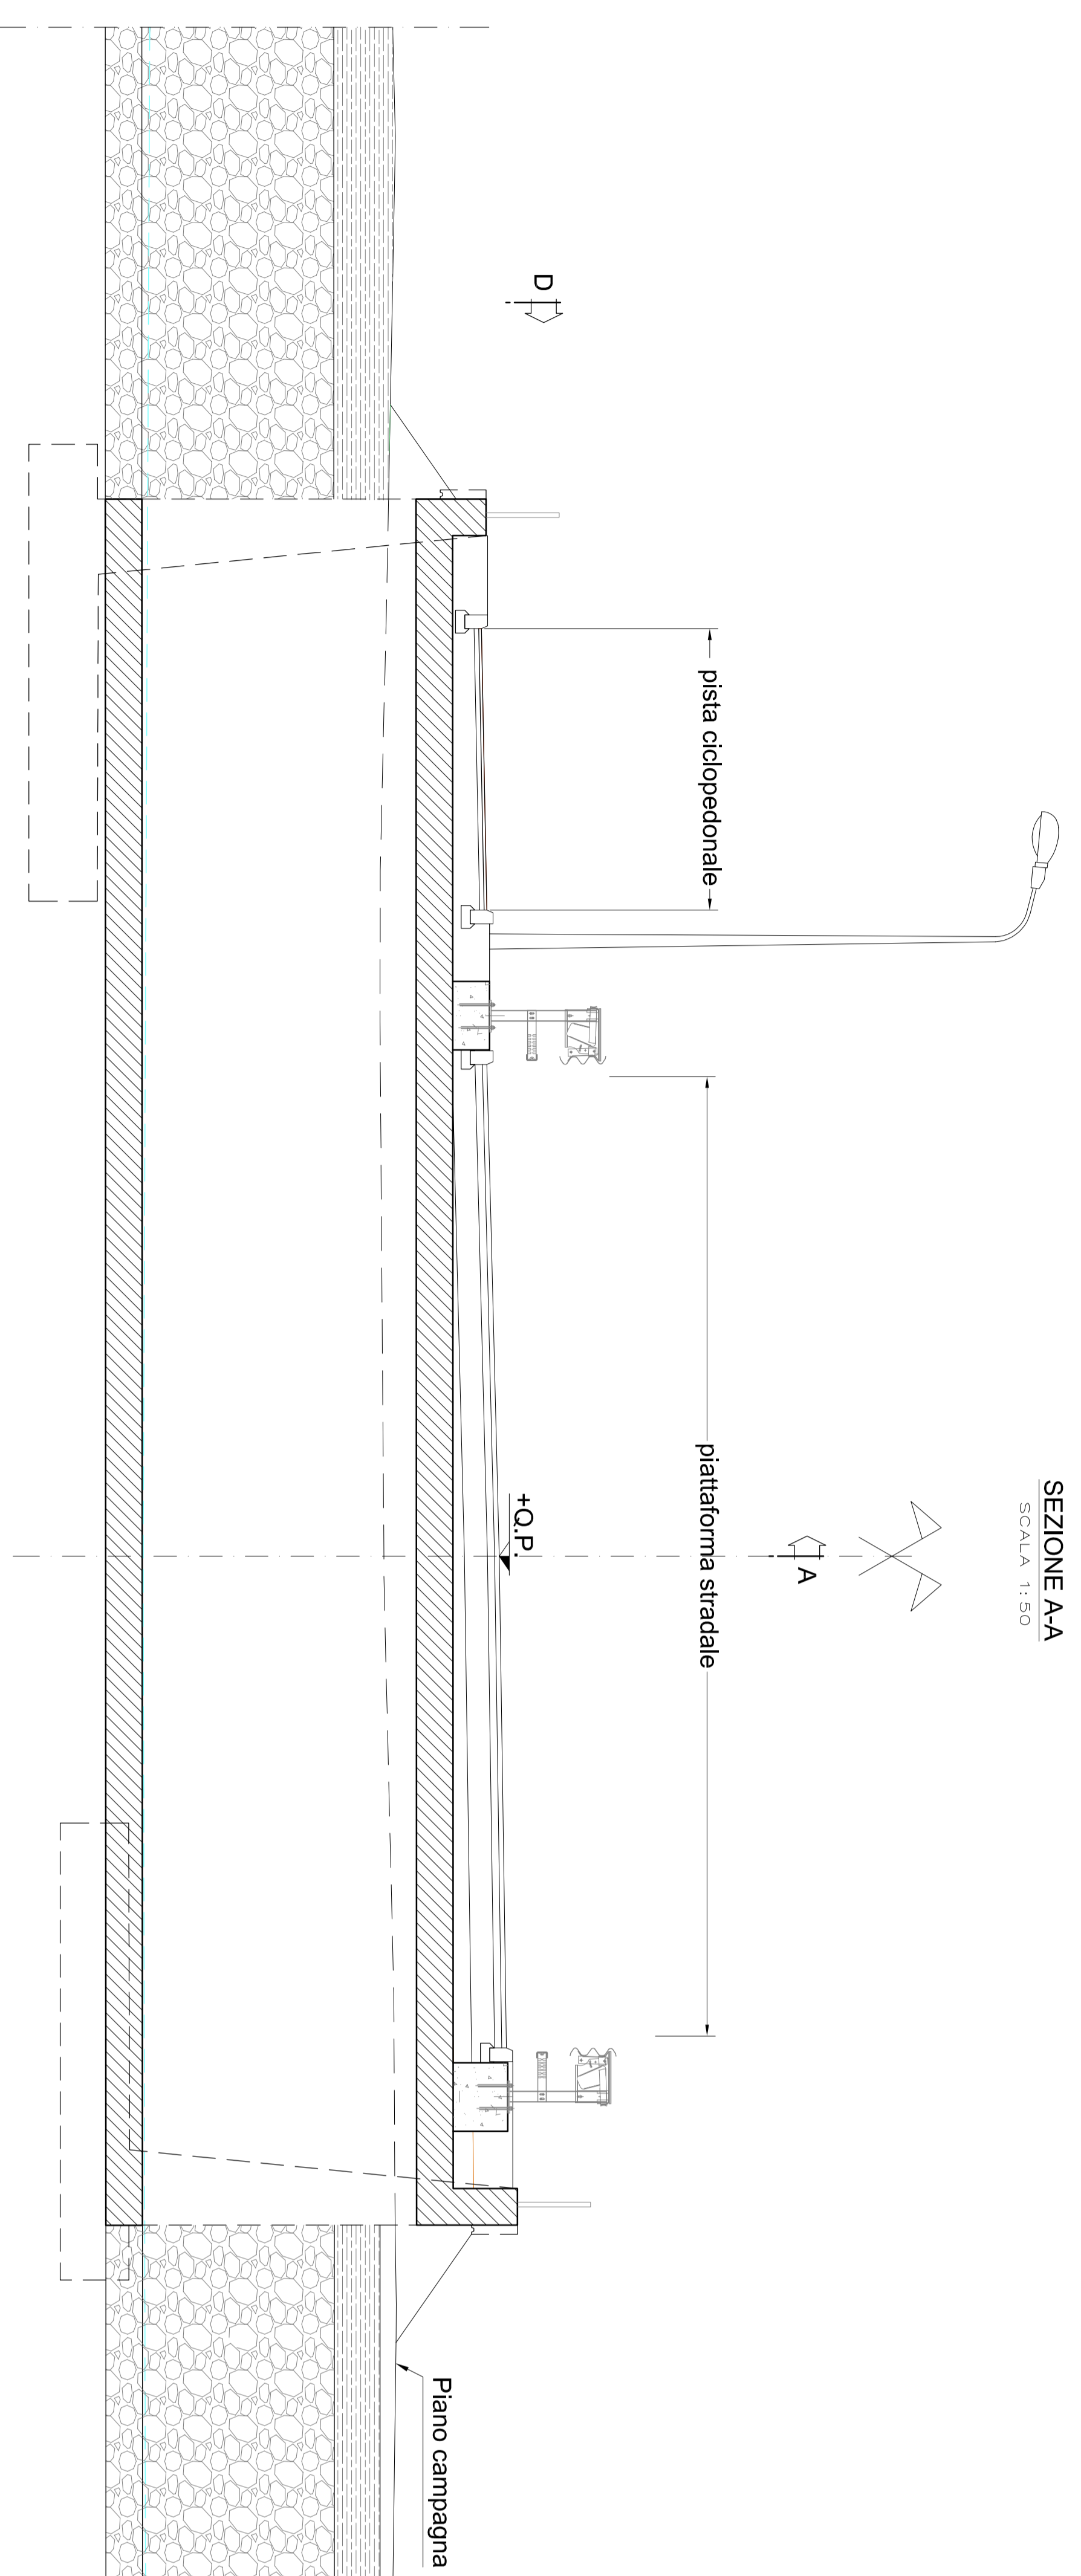 SEZIONE A-A
SCALA 1:50
A
D
pista ciclopedonale
piattaforma stradale
+Q.P.
Piano campagna